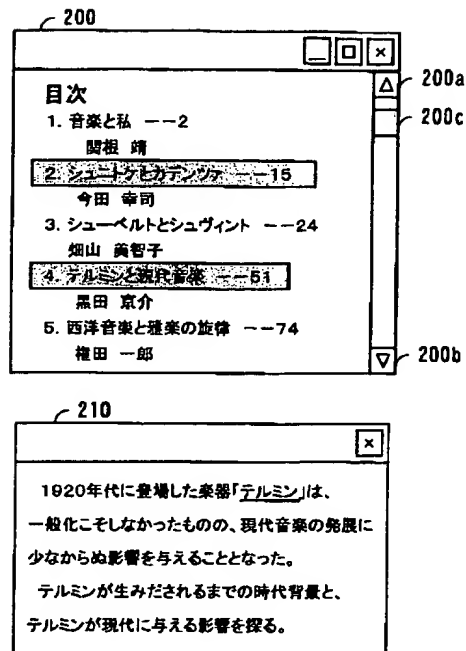 200
200a
200c
目次
1. 音楽と私 ーー2
関根 靖
2. シュニトケとカデンツァ ーー15
今田 幸司
3. シューベルトとシュヴィント ーー24
畑山 美智子
4. テルミンと現代音楽 ーー51
黒田 京介
5. 西洋音楽と雅楽の旋律 ーー74
権田 一郎
200b
210
1920年代に登場した楽器「テルミン」は、
一般化こそしなかったものの、現代音楽の発展に
少なからぬ影響を与えることとなった。
テルミンが生みだされるまでの時代背景と、
テルミンが現代に与える影響を探る。